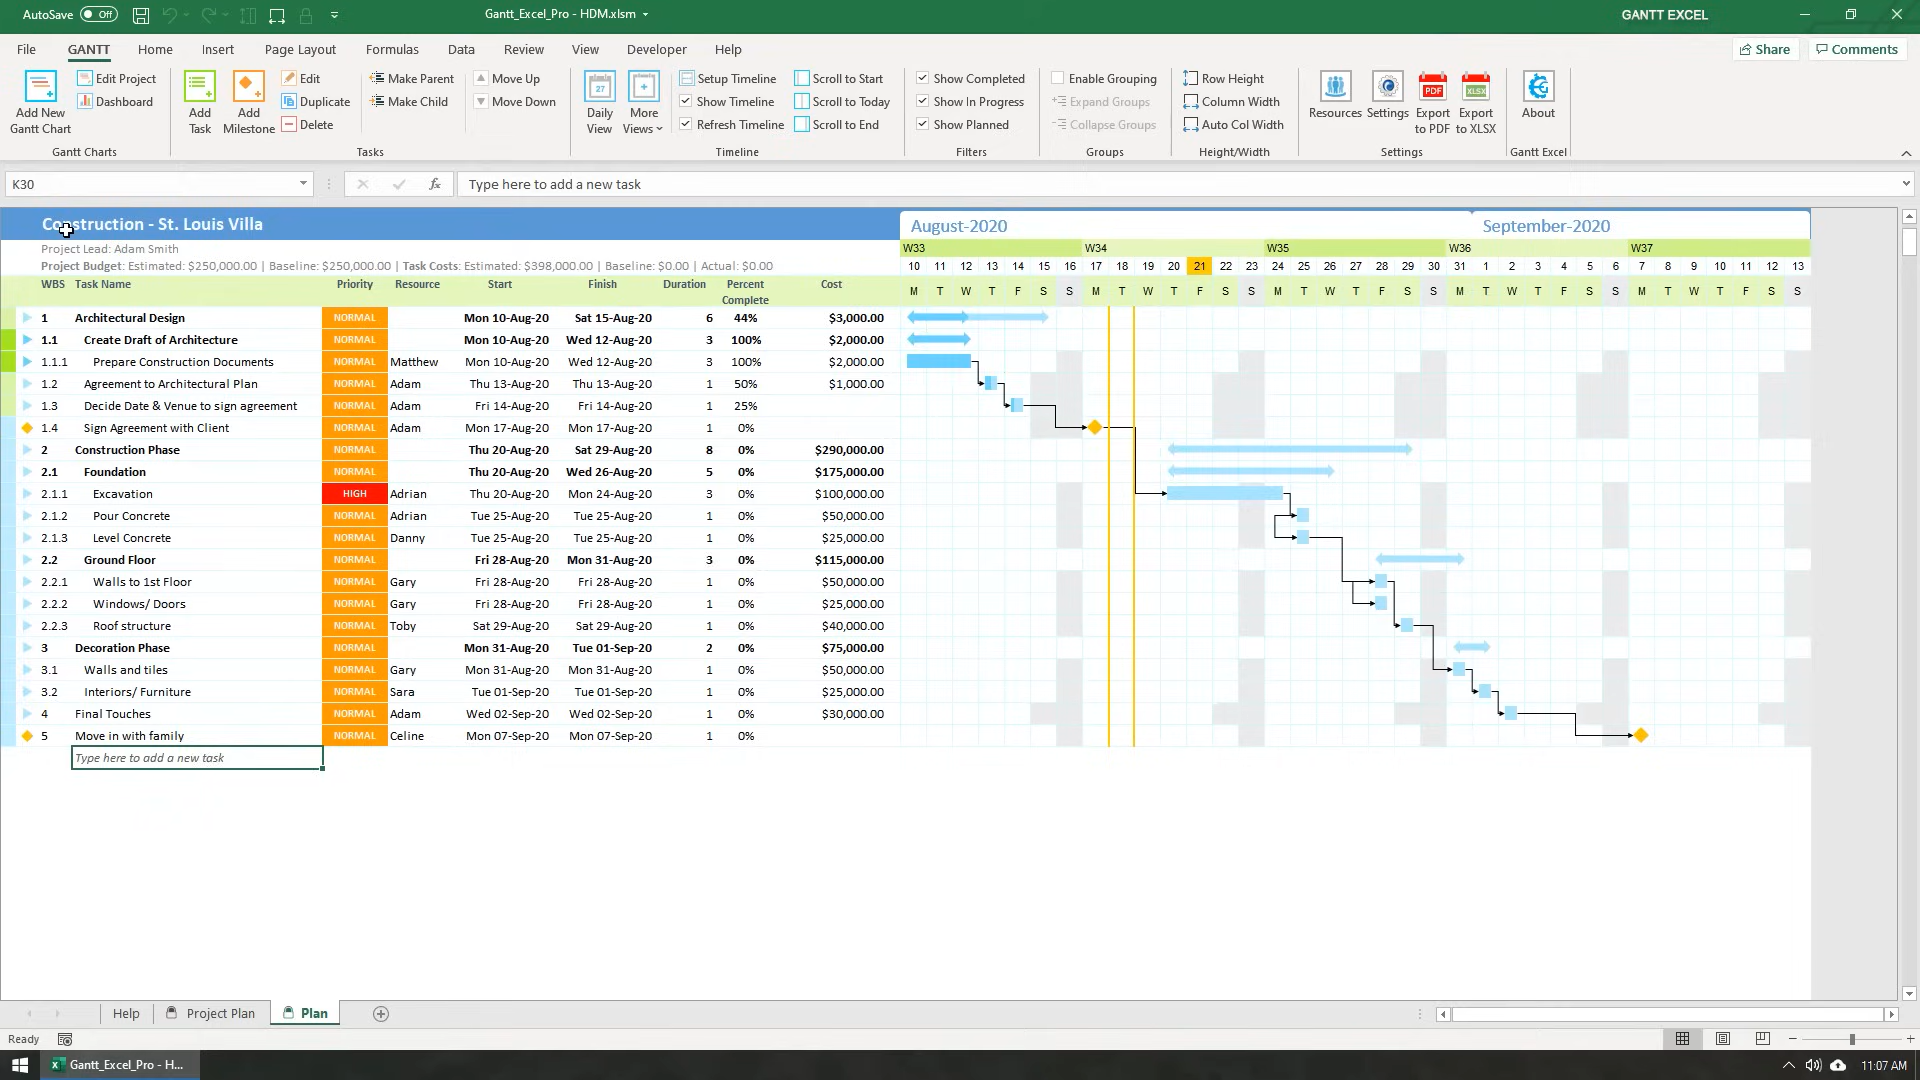 AutoSave Off Gantt_Excel_Pro - HDM.xlsm GANTT EXCEL
File GANTT Home Insert Page Layout Formulas Data Review View Developer Help Share Comments
Add New Gantt Chart
Edit Project
Dashboard
Gantt Charts
Add Task
Add Milestone
Edit
Duplicate
Delete
Make Parent
Make Child
Move Up
Move Down
Tasks
Daily View
More Views
Setup Timeline
Show Timeline
Refresh Timeline
Scroll to Start
Scroll to Today
Scroll to End
Timeline
Show Completed
Show In Progress
Show Planned
Filters
Enable Grouping
Expand Groups
Collapse Groups
Groups
Row Height
Column Width
Auto Col Width
Height/Width
Resources
Settings
PDF
Export to PDF
XLSX
Export to XLSX
Settings
About
Gantt Excel
K30 fx Type here to add a new task
Construction - St. Louis Villa August-2020 September-2020
Project Lead: Adam Smith W33 W34 W35 W36 W37
Project Budget: Estimated: $250,000.00 | Baseline: $250,000.00 | Task Costs: Estimated: $398,000.00 | Baseline: $0.00 | Actual: $0.00
10 11 12 13 14 15 16 17 18 19 20 21 22 23 24 25 26 27 28 29 30 31 1 2 3 4 5 6 7 8 9 10 11 12 13
WBS Task Name Priority Resource Start Finish Duration Percent Complete Cost
M T W T F S S M T W T F S S M T W T F S S M T W T F S S M T W T F S S
1 Architectural Design NORMAL Mon 10-Aug-20 Sat 15-Aug-20 6 44% $3,000.00
1.1 Create Draft of Architecture NORMAL Mon 10-Aug-20 Wed 12-Aug-20 3 100% $2,000.00
1.1.1 Prepare Construction Documents NORMAL Matthew Mon 10-Aug-20 Wed 12-Aug-20 3 100% $2,000.00
1.2 Agreement to Architectural Plan NORMAL Adam Thu 13-Aug-20 Thu 13-Aug-20 1 50% $1,000.00
1.3 Decide Date & Venue to sign agreement NORMAL Adam Fri 14-Aug-20 Fri 14-Aug-20 1 25%
1.4 Sign Agreement with Client NORMAL Adam Mon 17-Aug-20 Mon 17-Aug-20 1 0%
2 Construction Phase NORMAL Thu 20-Aug-20 Sat 29-Aug-20 8 0% $290,000.00
2.1 Foundation NORMAL Thu 20-Aug-20 Wed 26-Aug-20 5 0% $175,000.00
2.1.1 Excavation HIGH Adrian Thu 20-Aug-20 Mon 24-Aug-20 3 0% $100,000.00
2.1.2 Pour Concrete NORMAL Adrian Tue 25-Aug-20 Tue 25-Aug-20 1 0% $50,000.00
2.1.3 Level Concrete NORMAL Danny Tue 25-Aug-20 Tue 25-Aug-20 1 0% $25,000.00
2.2 Ground Floor NORMAL Fri 28-Aug-20 Mon 31-Aug-20 3 0% $115,000.00
2.2.1 Walls to 1st Floor NORMAL Gary Fri 28-Aug-20 Fri 28-Aug-20 1 0% $50,000.00
2.2.2 Windows/ Doors NORMAL Gary Fri 28-Aug-20 Fri 28-Aug-20 1 0% $25,000.00
2.2.3 Roof structure NORMAL Toby Sat 29-Aug-20 Sat 29-Aug-20 1 0% $40,000.00
3 Decoration Phase NORMAL Mon 31-Aug-20 Tue 01-Sep-20 2 0% $75,000.00
3.1 Walls and tiles NORMAL Gary Mon 31-Aug-20 Mon 31-Aug-20 1 0% $50,000.00
3.2 Interiors/ Furniture NORMAL Sara Tue 01-Sep-20 Tue 01-Sep-20 1 0% $25,000.00
4 Final Touches NORMAL Adam Wed 02-Sep-20 Wed 02-Sep-20 1 0% $30,000.00
5 Move in with family NORMAL Celine Mon 07-Sep-20 Mon 07-Sep-20 1 0%
Type here to add a new task
Help Project Plan Plan
Ready
Gantt_Excel_Pro - H... 11:07 AM